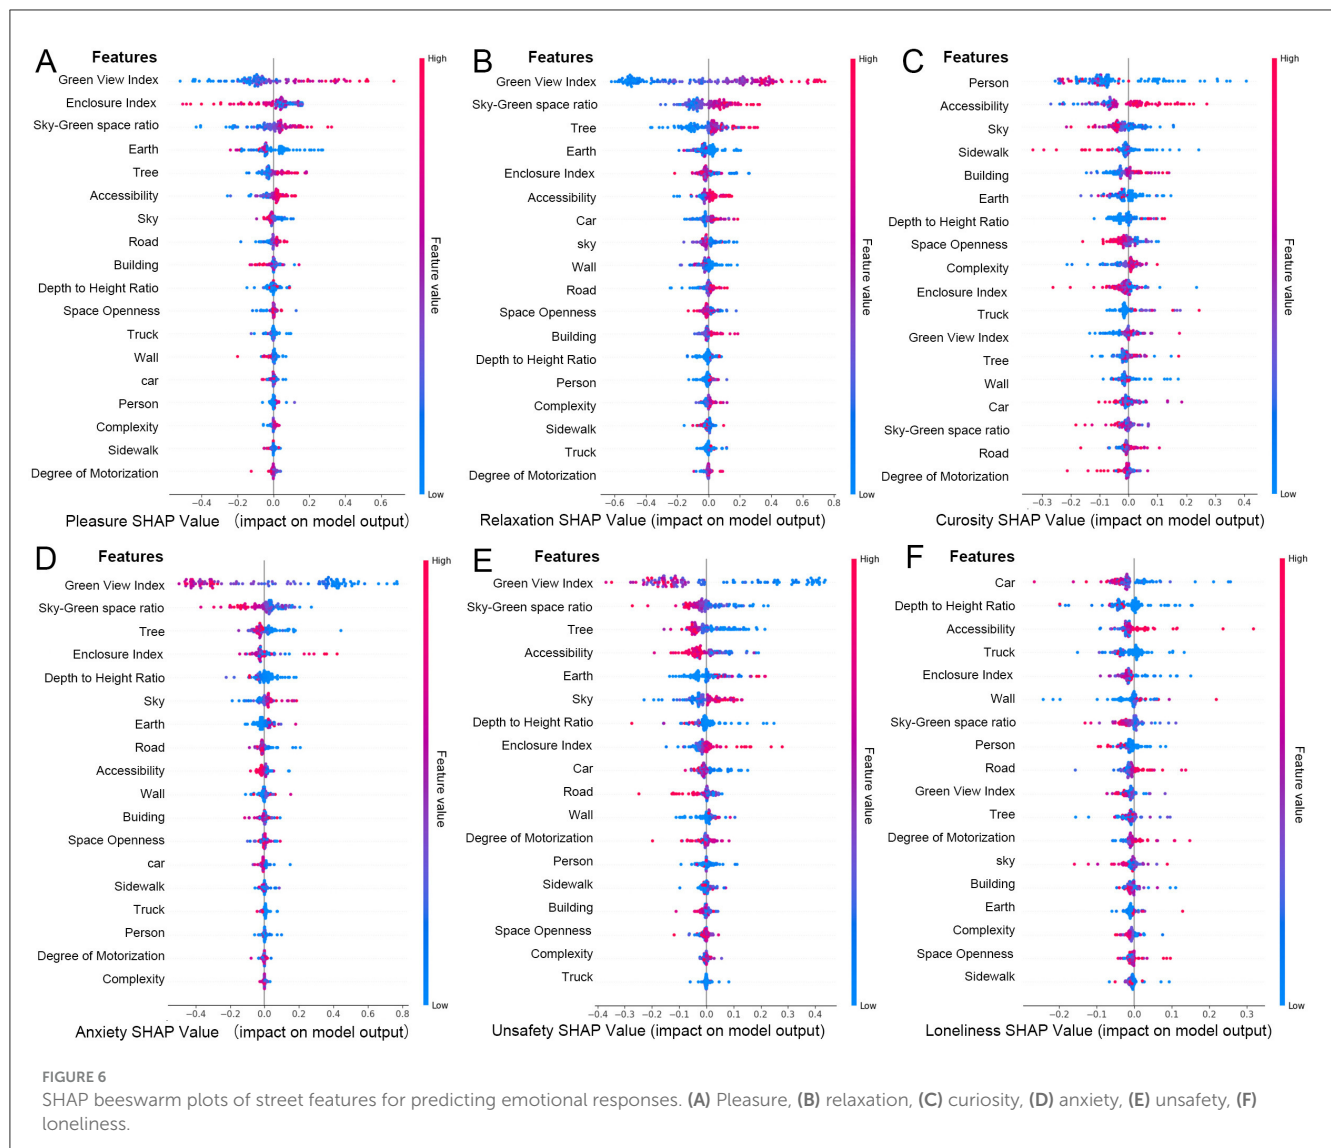 A
Features
Green View Index
Enclosure Index
Sky-Green space ratio
Earth
Tree
Accessibility
Sky
Road
Building
Depth to Height Ratio
Space Openness
Truck
Wall
car
Person
Complexity
Sidewalk
Degree of Motorization
−0.4 −0.2 0.0 0.2 0.4 0.6
Pleasure SHAP Value （impact on model output）
High
Feature value
Low
B
Features
Green View Index
Sky-Green space ratio
Tree
Earth
Enclosure Index
Accessibility
Car
sky
Wall
Road
Space Openness
Building
Depth to Height Ratio
Person
Complexity
Sidewalk
Truck
Degree of Motorization
−0.6 −0.4 −0.2 0.0 0.2 0.4 0.6 0.8
Relaxation SHAP Value (impact on model output)
High
Feature value
Low
C
Features
Person
Accessibility
Sky
Sidewalk
Building
Earth
Depth to Height Ratio
Space Openness
Complexity
Enclosure Index
Truck
Green View Index
Tree
Wall
Car
Sky-Green space ratio
Road
Degree of Motorization
−0.3 −0.2 −0.1 0.0 0.1 0.2 0.3 0.4
Curosity SHAP Value (impact on model output)
High
Feature value
Low
D
Features
Green View Index
Sky-Green space ratio
Tree
Enclosure Index
Depth to Height Ratio
Sky
Earth
Road
Accessibility
Wall
Buiding
Space Openness
car
Sidewalk
Truck
Person
Degree of Motorization
Complexity
−0.4 −0.2 0.0 0.2 0.4 0.6 0.8
Anxiety SHAP Value （impact on model output)
High
Feature value
Low
E
Features
Green View Index
Sky-Green space ratio
Tree
Accessibility
Earth
Sky
Depth to Height Ratio
Enclosure Index
Car
Road
Wall
Degree of Motorization
Person
Sidewalk
Building
Space Openness
Complexity
Truck
−0.4 −0.3 −0.2 −0.1 0.0 0.1 0.2 0.3 0.4
Unsafety SHAP Value (impact on model output)
High
Feature value
Low
F
Features
Car
Depth to Height Ratio
Accessibility
Truck
Enclosure Index
Wall
Sky-Green space ratio
Person
Road
Green View Index
Tree
Degree of Motorization
sky
Building
Earth
Complexity
Space Openness
Sidewalk
−0.2 −0.1 0.0 0.1 0.2 0.3
Loneliness SHAP Value (impact on model output)
High
Feature value
Low
FIGURE 6
SHAP beeswarm plots of street features for predicting emotional responses. (A) Pleasure, (B) relaxation, (C) curiosity, (D) anxiety, (E) unsafety, (F)
loneliness.